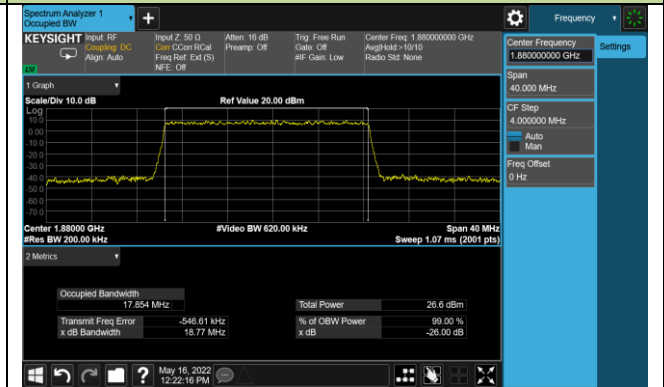 Spectrum Analyzer 1
Occupied BW
Frequency
KEYSIGHT
Input: RF
Coupling: DC
Align: Auto
Input Z: 50 Ω
Corr CCorr RCal
Freq Ref: Ext (S)
NFE: Off
Atten: 16 dB
Preamp: Off
Trig: Free Run
Gate: Off
#IF Gain: Low
Center Freq: 1.880000000 GHz
Avg|Hold:>10/10
Radio Std: None
Center Frequency
1.880000000 GHz
Settings
Span
40.000 MHz
CF Step
4.000000 MHz
Auto
Man
Freq Offset
0 Hz
1 Graph
Scale/Div 10.0 dB
Ref Value 20.00 dBm
Log
10.0
0.00
-10.0
-20.0
-30.0
-40.0
-50.0
-60.0
-70.0
Center 1.88000 GHz
#Video BW 620.00 kHz
Span 40 MHz
#Res BW 200.00 kHz
Sweep 1.07 ms (2001 pts)
2 Metrics
Occupied Bandwidth
17.854 MHz
Total Power
26.6 dBm
Transmit Freq Error
-546.61 kHz
% of OBW Power
99.00 %
x dB Bandwidth
18.77 MHz
x dB
-26.00 dB
May 16, 2022
12:22:16 PM